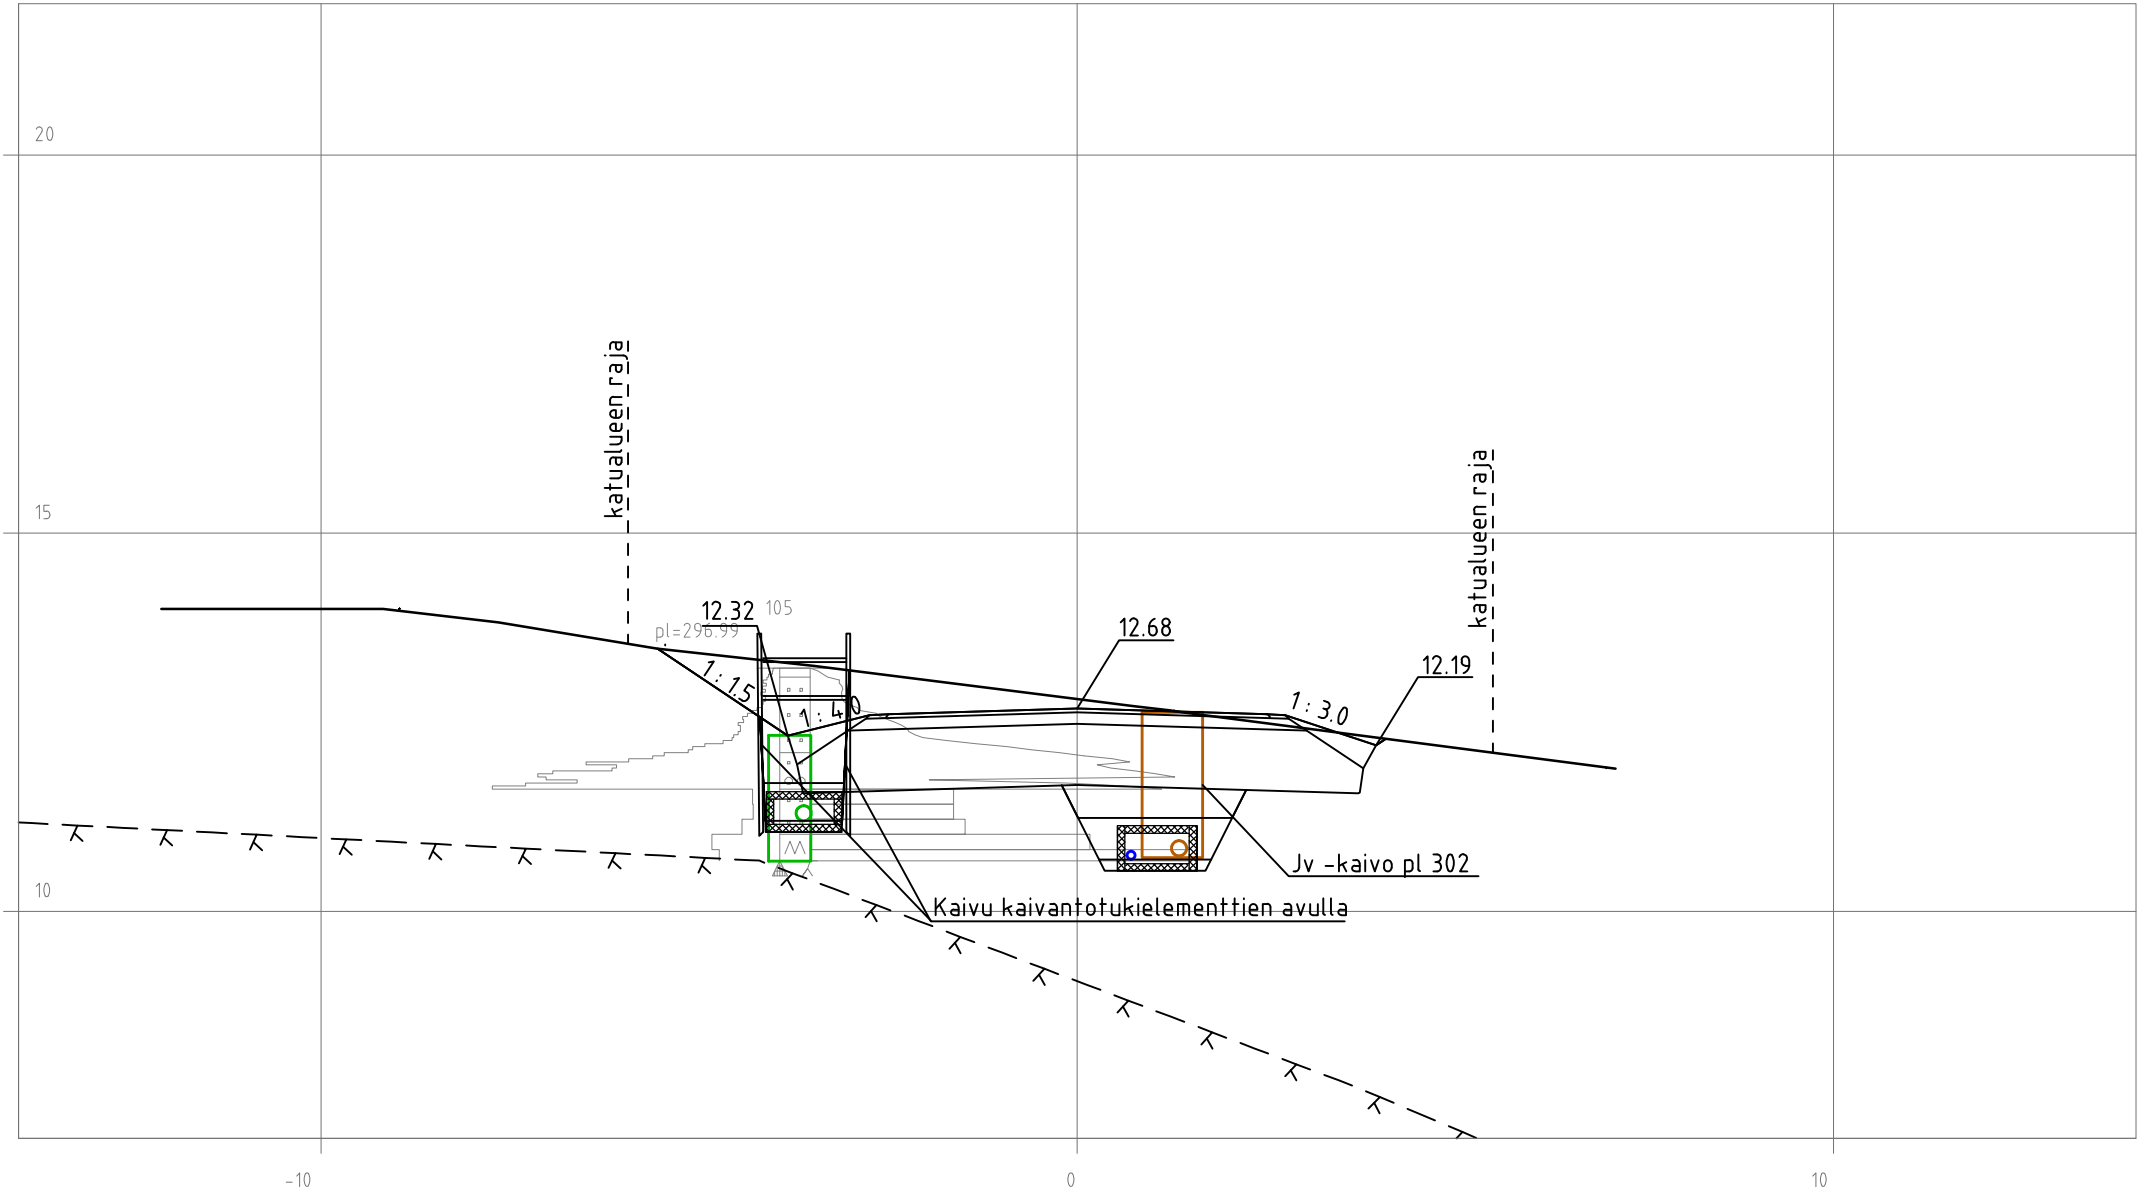 20
15
katualueen raja
katualueen raja
12.32
105
pl=296.99
12.68
12.19
1:1.5
1:4.0
1:3.0
Jv -kaivo pl 302
10
Kaivu kaivantotukielementtien avulla
-10
0
10